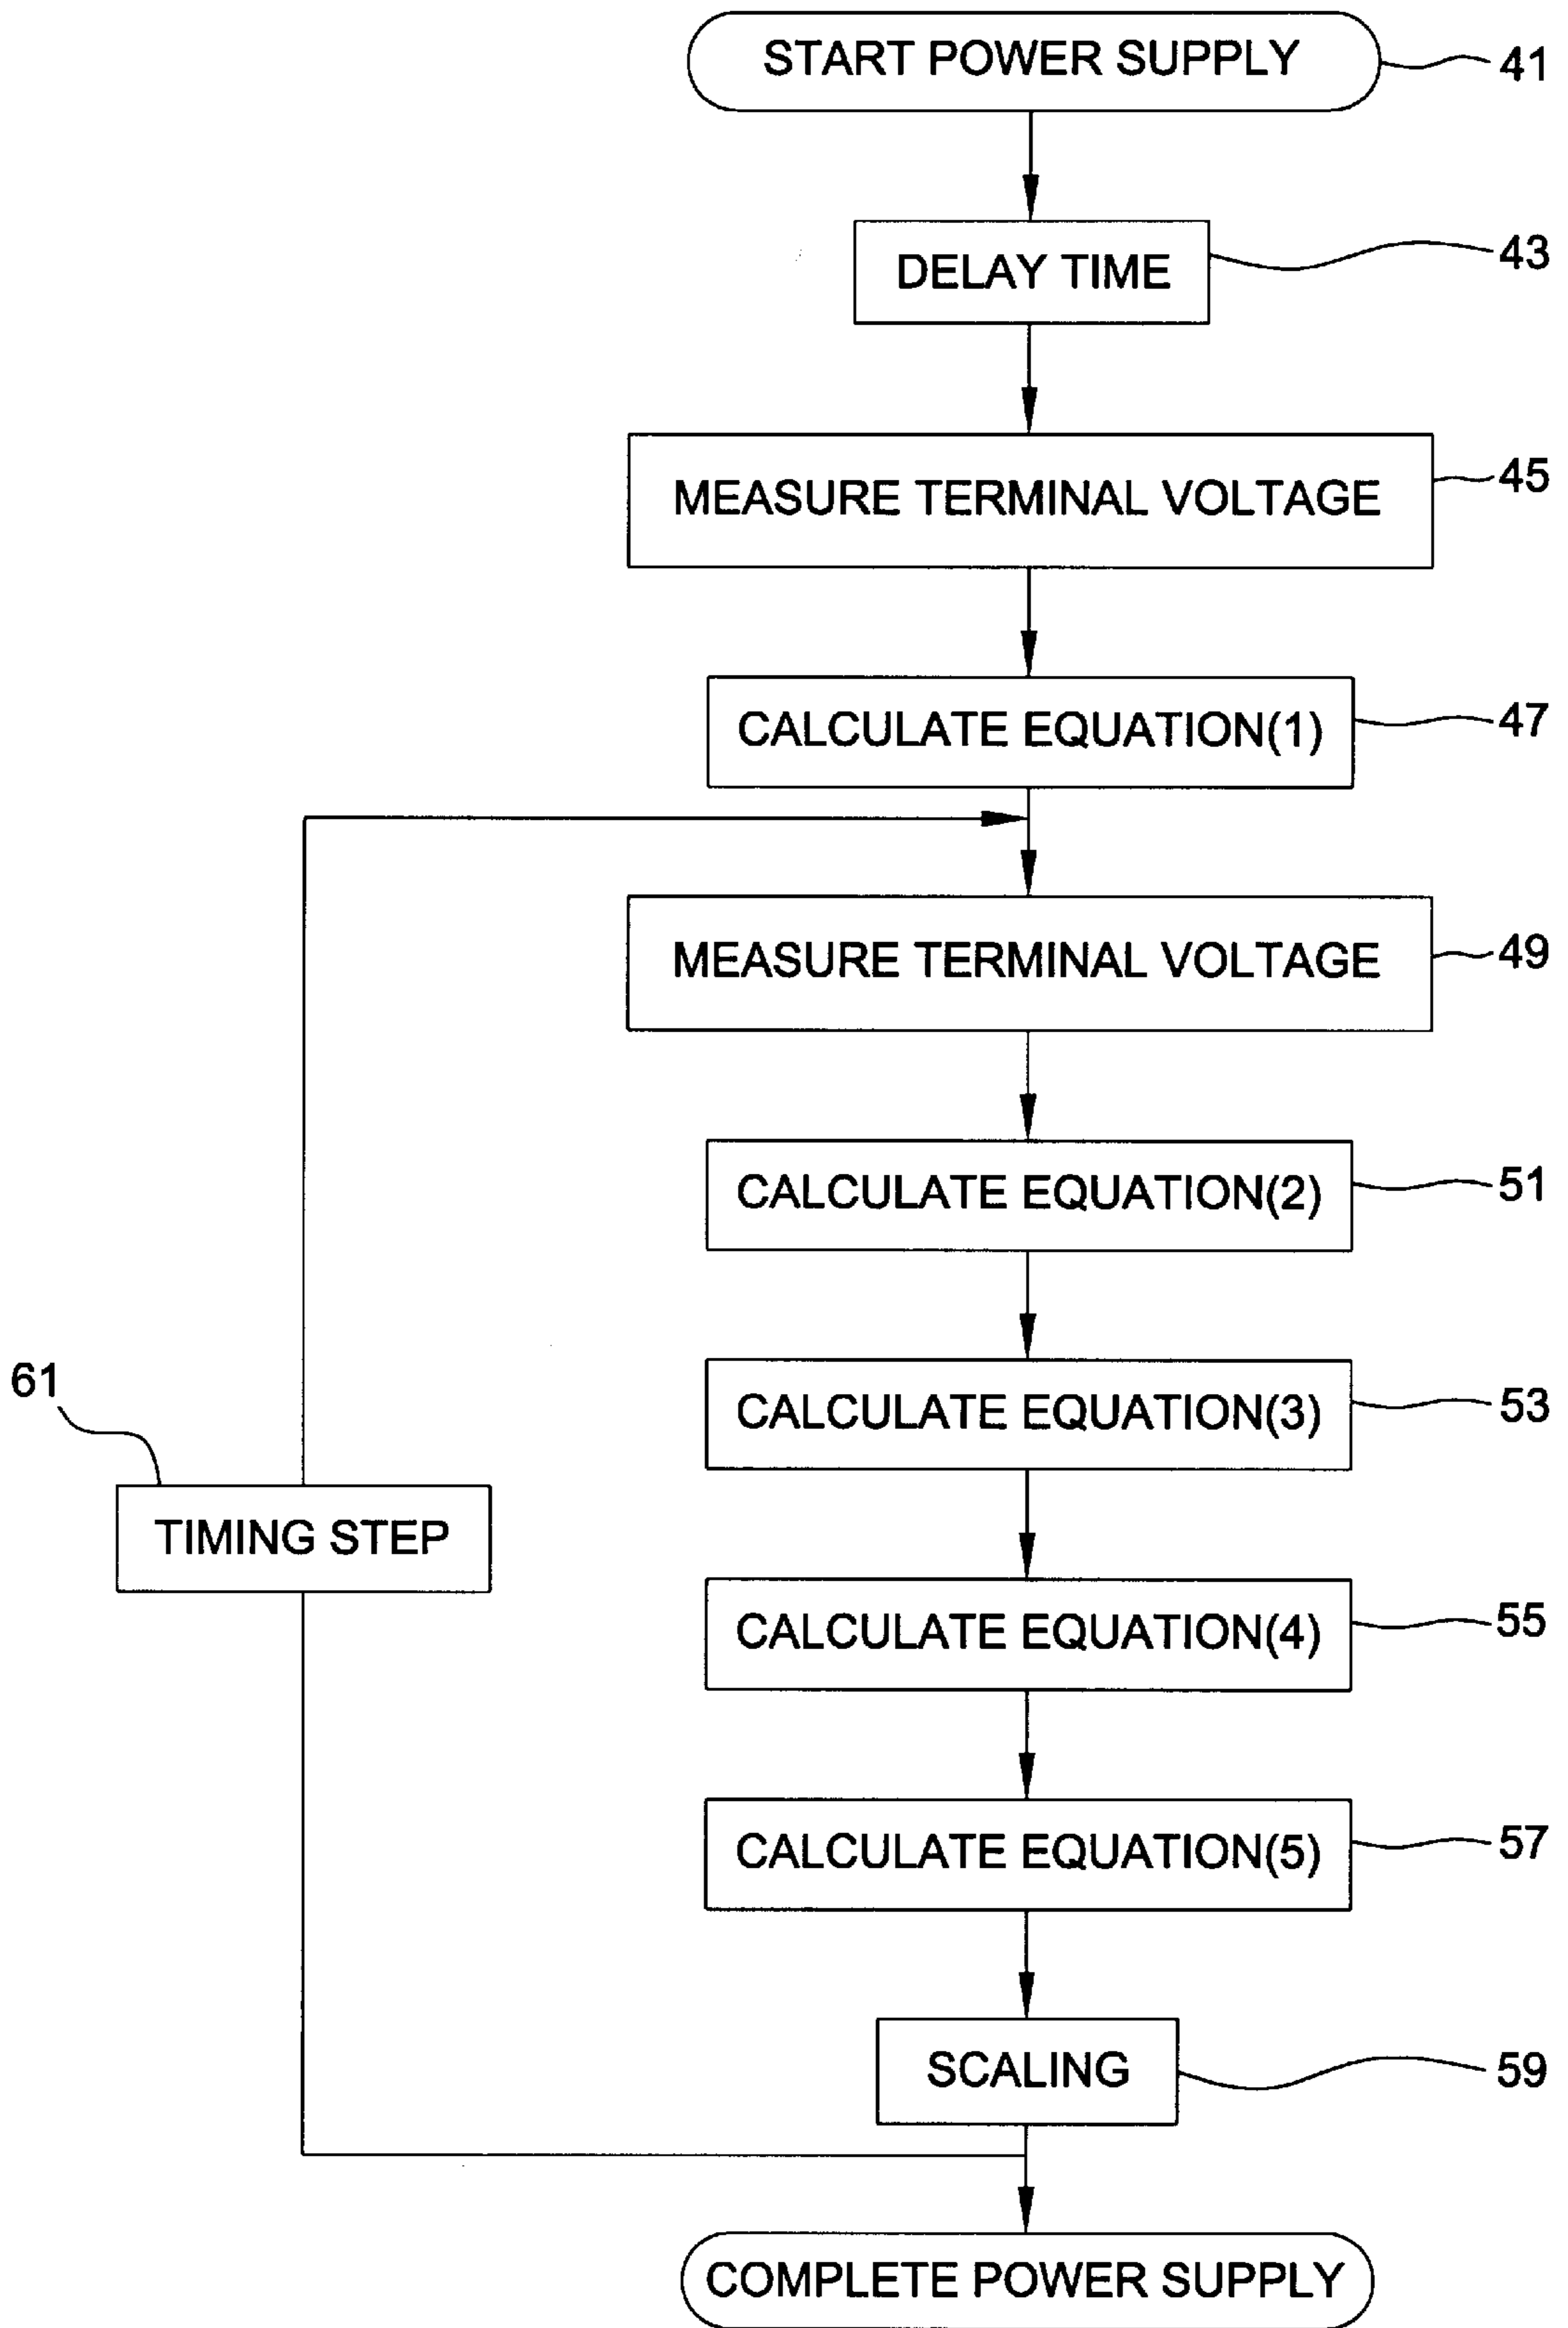 START POWER SUPPLY
41
DELAY TIME
43
MEASURE TERMINAL VOLTAGE
45
CALCULATE EQUATION(1)
47
MEASURE TERMINAL VOLTAGE
49
CALCULATE EQUATION(2)
51
CALCULATE EQUATION(3)
53
61
TIMING STEP
CALCULATE EQUATION(4)
55
CALCULATE EQUATION(5)
57
SCALING
59
COMPLETE POWER SUPPLY